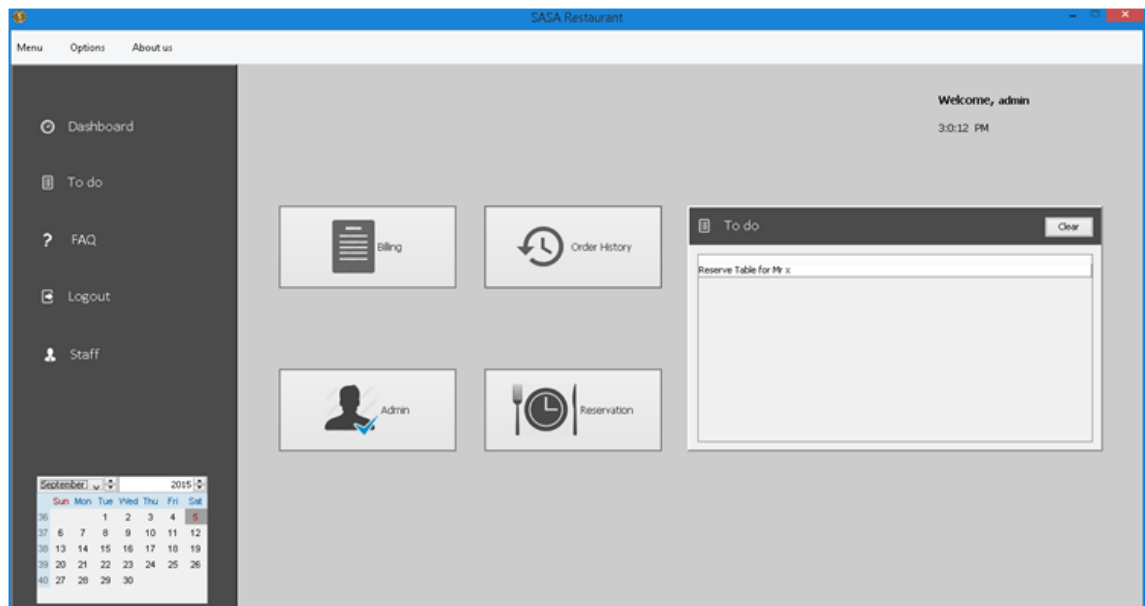 SASA Restaurant
Menu Options About us
Welcome, admin
3:0:12 PM
Dashboard
To do
? FAQ
Logout
Staff
Billing
Order History
Admin
Reservation
To do Clear
Reserve Table for Mr x
September 2015
Sun Mon Tue Wed Thu Fri Sat
36 1 2 3 4 5
37 6 7 8 9 10 11 12
38 13 14 15 16 17 18 19
39 20 21 22 23 24 25 26
40 27 28 29 30